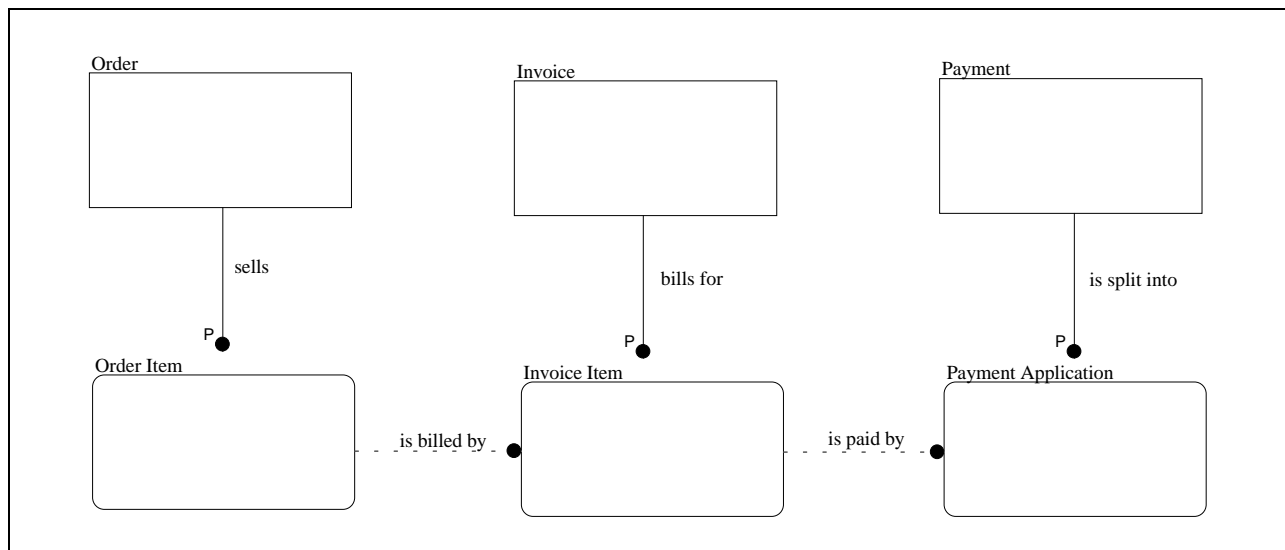 Order
Invoice
Payment
sells
bills for
is split into
P
P
P
Order Item
Invoice Item
Payment Application
is billed by
is paid by